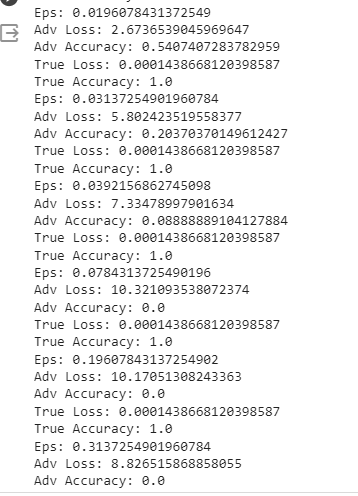 Eps: 0.0196078431372549
Adv Loss: 2.6736539045969647
Adv Accuracy: 0.5407407283782959
True Loss: 0.0001438668120398587
True Accuracy: 1.0
Eps: 0.03137254901960784
Adv Loss: 5.802423519558377
Adv Accuracy: 0.20370370149612427
True Loss: 0.0001438668120398587
True Accuracy: 1.0
Eps: 0.0392156862745098
Adv Loss: 7.33478997901634
Adv Accuracy: 0.08888889104127884
True Loss: 0.0001438668120398587
True Accuracy: 1.0
Eps: 0.0784313725490196
Adv Loss: 10.321093538072374
Adv Accuracy: 0.0
True Loss: 0.0001438668120398587
True Accuracy: 1.0
Eps: 0.19607843137254902
Adv Loss: 10.17051308243363
Adv Accuracy: 0.0
True Loss: 0.0001438668120398587
True Accuracy: 1.0
Eps: 0.3137254901960784
Adv Loss: 8.826515868858055
Adv Accuracy: 0.0